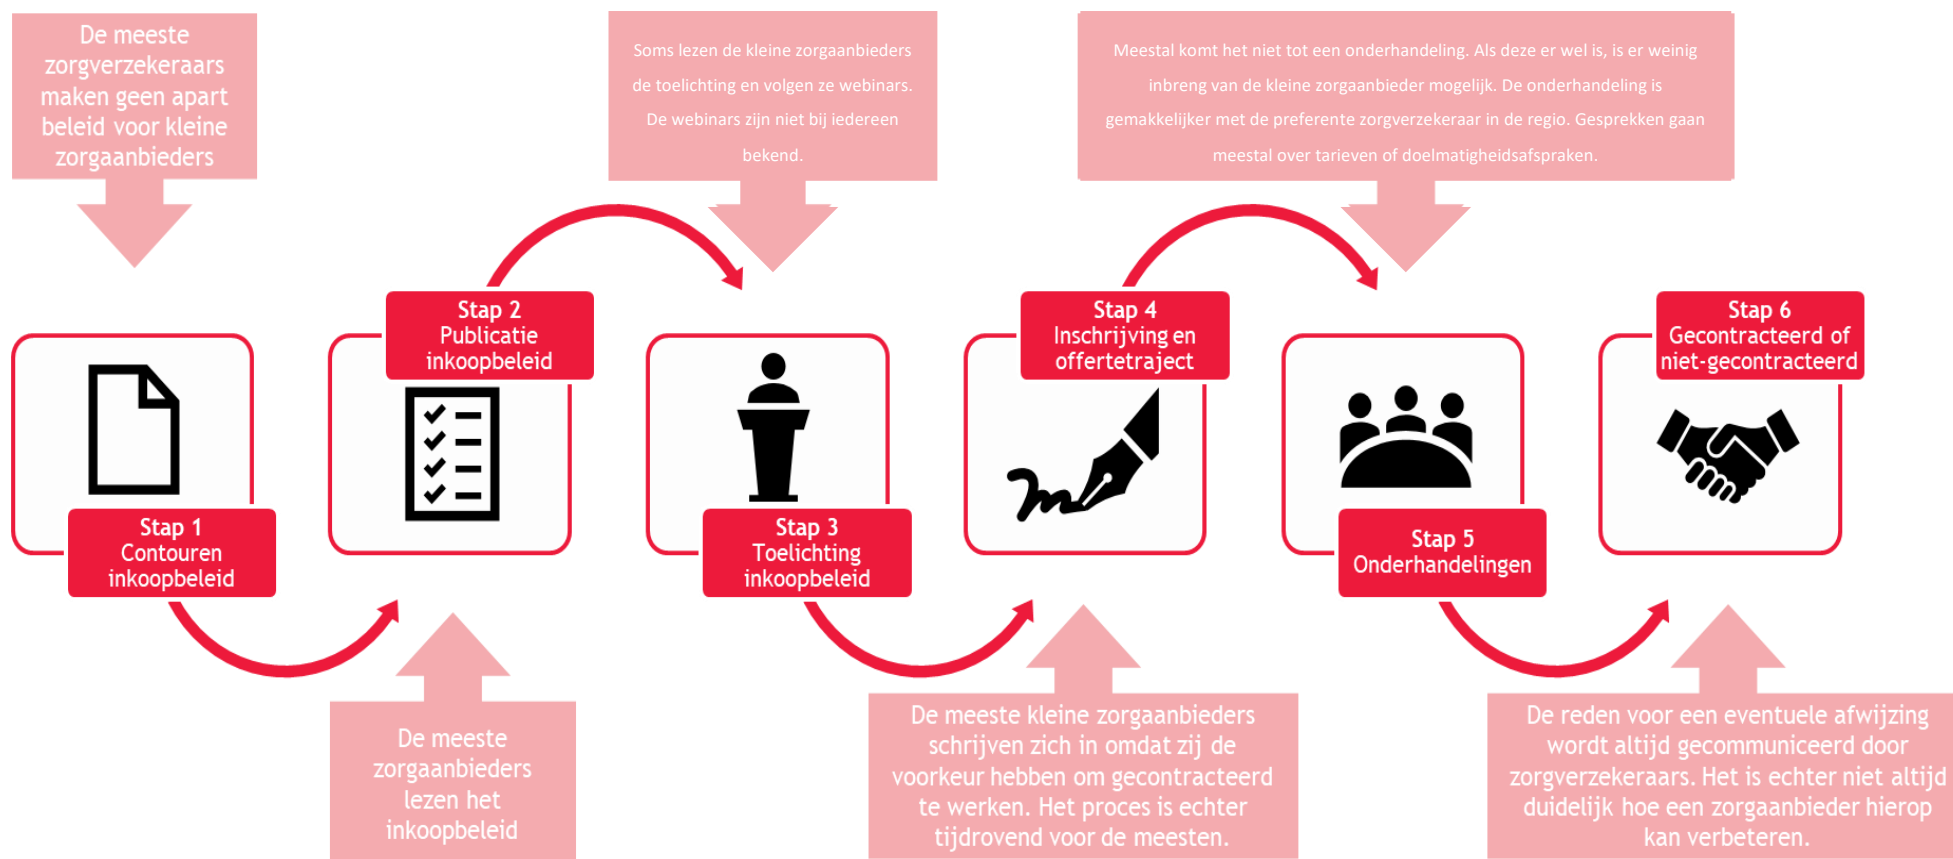 De meeste
zorgverzekeraars
maken geen apart
beleid voor kleine
zorgaanbieders
Soms lezen de kleine zorgaanbieders
de toelichting en volgen ze webinars.
De webinars zijn niet bij iedereen
bekend.
Meestal komt het niet tot een onderhandeling. Als deze er wel is, is er weinig
inbreng van de kleine zorgaanbieder mogelijk. De onderhandeling is
gemakkelijker met de preferente zorgverzekeraar in de regio. Gesprekken gaan
meestal over tarieven of doelmatigheidsafspraken.
Stap 1
Contouren
inkoopbeleid
Stap 2
Publicatie
inkoopbeleid
Stap 3
Toelichting
inkoopbeleid
Stap 4
Inschrijving en
offertetraject
Stap 5
Onderhandelingen
Stap 6
Gecontracteerd of
niet-gecontracteerd
De meeste
zorgaanbieders
lezen het
inkoopbeleid
De meeste kleine zorgaanbieders
schrijven zich in omdat zij de
voorkeur hebben om gecontracteerd
te werken. Het proces is echter
tijdrovend voor de meesten.
De reden voor een eventuele afwijzing
wordt altijd gecommuniceerd door
zorgverzekeraars. Het is echter niet altijd
duidelijk hoe een zorgaanbieder hierop
kan verbeteren.